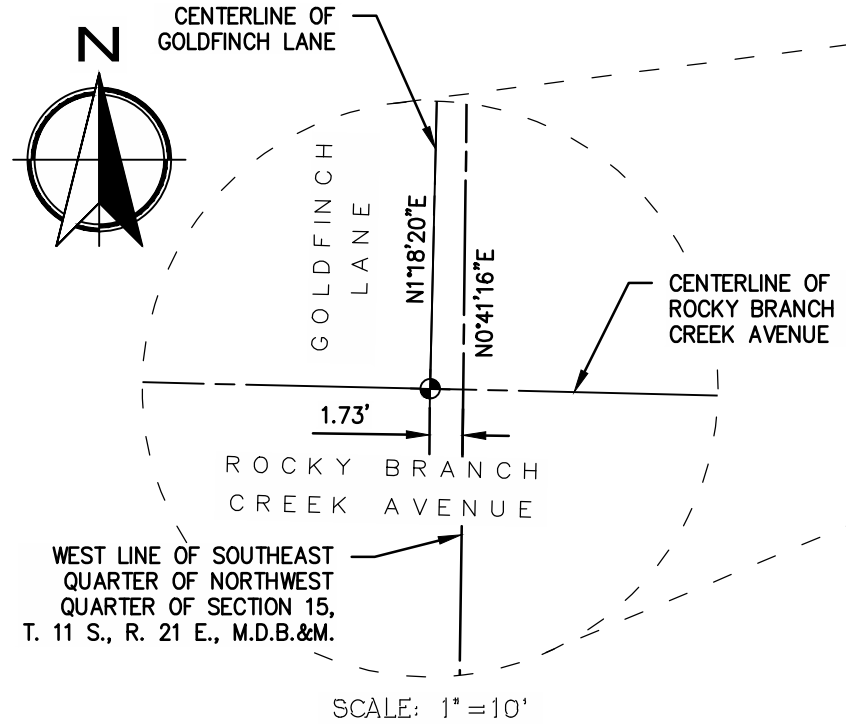 CENTERLINE OF
GOLDFINCH LANE
N
GOLDFINCH
LANE
N1°18'20"E
N0°41'16"E
CENTERLINE OF
ROCKY BRANCH
CREEK AVENUE
1.73'
ROCKY BRANCH
CREEK AVENUE
WEST LINE OF SOUTHEAST
QUARTER OF NORTHWEST
QUARTER OF SECTION 15,
T. 11 S., R. 21 E., M.D.B.&M.
SCALE: 1"=10'